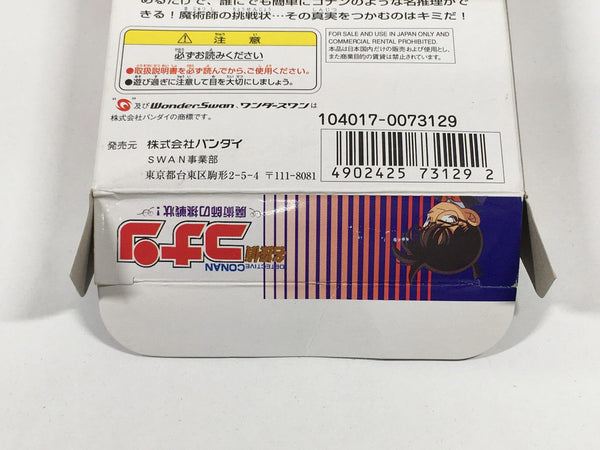 あるだけで、誰にでも簡単にコナンのような名推理がで
きる！魔術師の挑戦状…その真実をつかむのはキミだ！
注意
必ずお読みください
●取扱説明書を必ず読んでから、ご使用ください。
●遊び過ぎに注意して目を大切にしましょう。
FOR SALE AND USE IN JAPAN ONLY AND
COMMERCIAL RENTAL PROHIBITED.
本品は日本国内だけの販売および使用とし、
また商業目的の賃貸は禁止されています。
及び WonderSwan、ワンダースワンは
株式会社バンダイの商標です。
104017-0073129
発売元 株式会社バンダイ
SWAN事業部
東京都台東区駒形2-5-4 〒111-8081
4902425 731292
名探偵コナン
DETECTIVE CONAN
魔術師の挑戦状！